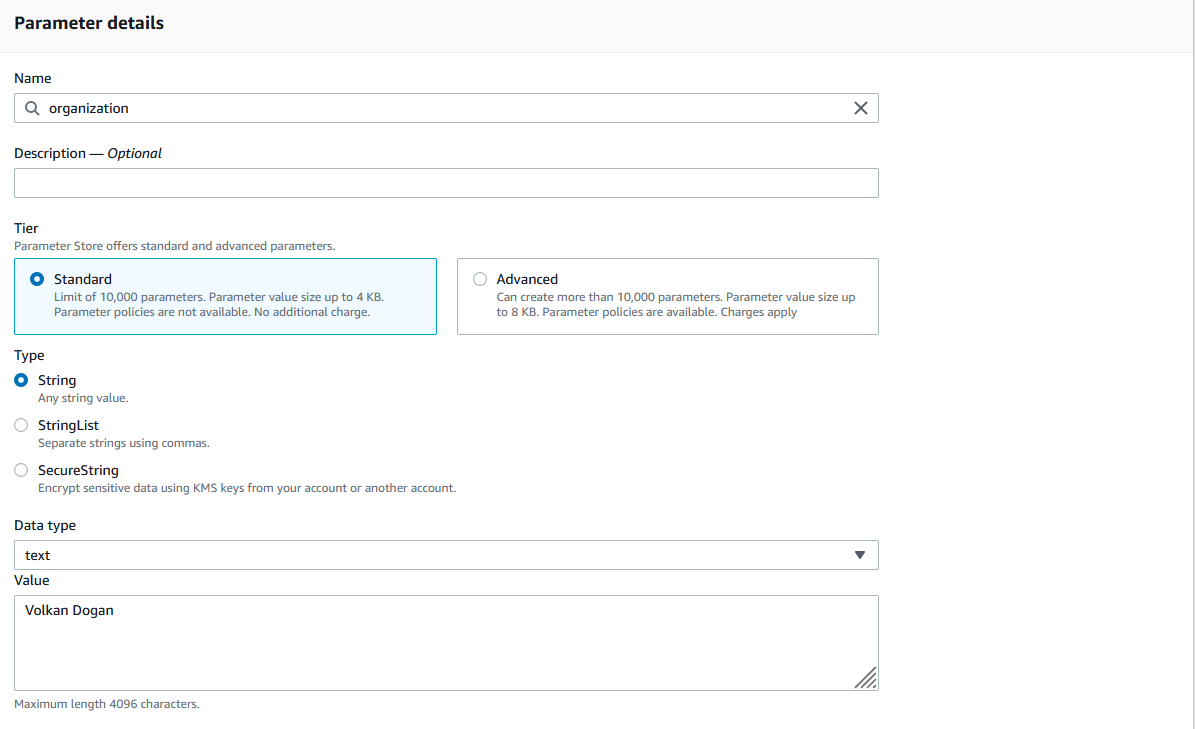 Parameter details
Name
organization
Description — Optional
Tier
Parameter Store offers standard and advanced parameters.
Standard
Limit of 10,000 parameters. Parameter value size up to 4 KB.
Parameter policies are not available. No additional charge.
Advanced
Can create more than 10,000 parameters. Parameter value size up
to 8 KB. Parameter policies are available. Charges apply
Type
String
Any string value.
StringList
Separate strings using commas.
SecureString
Encrypt sensitive data using KMS keys from your account or another account.
Data type
text
Value
Volkan Dogan
Maximum length 4096 characters.